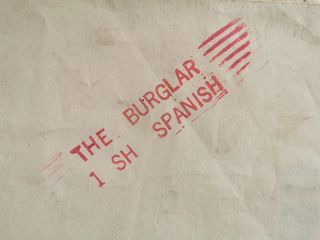 THE BURGLAR
1 SH SPANISH